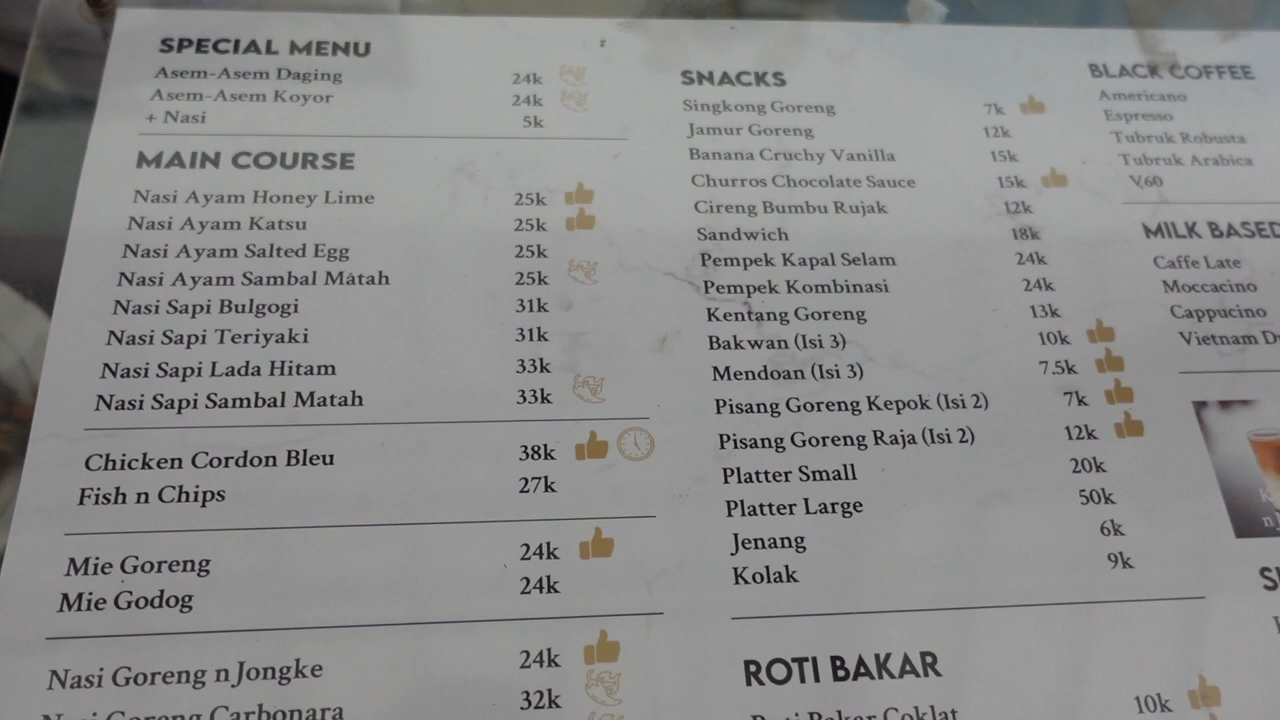 SPECIAL MENU
Asem-Asem Daging 24k
Asem-Asem Koyor 24k
+ Nasi 5k
MAIN COURSE
Nasi Ayam Honey Lime 25k
Nasi Ayam Katsu 25k
Nasi Ayam Salted Egg 25k
Nasi Ayam Sambal Matah 25k
Nasi Sapi Bulgogi 31k
Nasi Sapi Teriyaki 31k
Nasi Sapi Lada Hitam 33k
Nasi Sapi Sambal Matah 33k
Chicken Cordon Bleu 38k
Fish n Chips 27k
Mie Goreng 24k
Mie Godog 24k
Nasi Goreng n Jongke 24k
Nasi Goreng Carbonara 32k
SNACKS
Singkong Goreng 7k
Jamur Goreng 12k
Banana Cruchy Vanilla 15k
Churros Chocolate Sauce 15k
Cireng Bumbu Rujak 12k
Sandwich 18k
Pempek Kapal Selam 24k
Pempek Kombinasi 24k
Kentang Goreng 13k
Bakwan (Isi 3) 10k
Mendoan (Isi 3) 7.5k
Pisang Goreng Kepok (Isi 2) 7k
Pisang Goreng Raja (Isi 2) 12k
Platter Small 20k
Platter Large 50k
Jenang 6k
Kolak 9k
ROTI BAKAR
Roti Bakar Coklat 10k
BLACK COFFEE
Americano
Espresso
Tubruk Robusta
Tubruk Arabica
V60
MILK BASED
Caffe Late
Moccacino
Cappucino
Vietnam